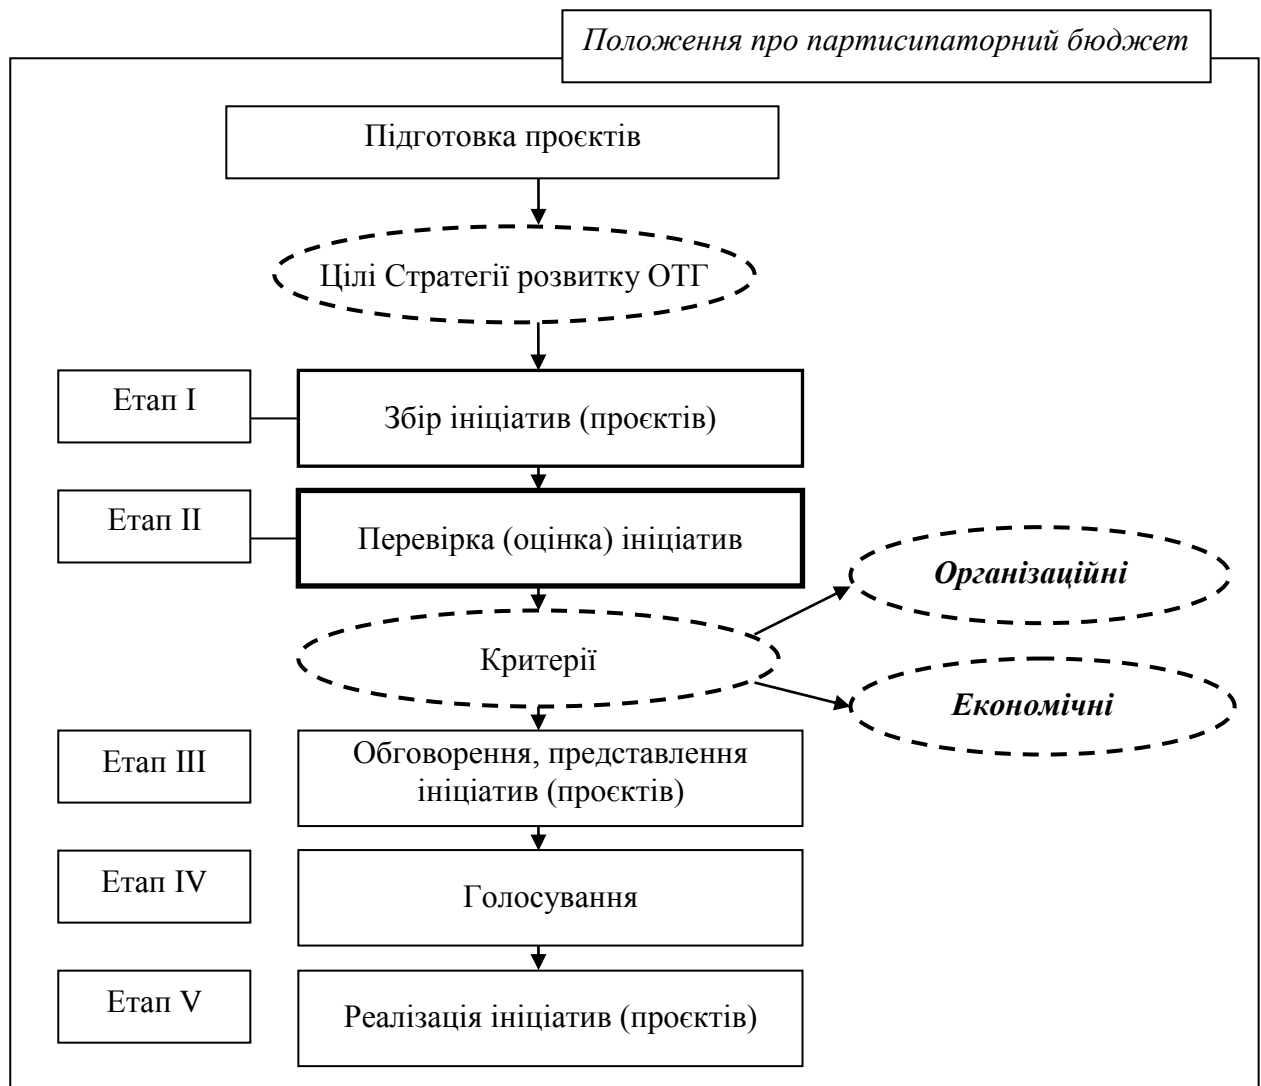 Положення про партисипаторний бюджет
Підготовка проєктів
Цілі Стратегії розвитку ОТГ
Етап I
Збір ініціатив (проєктів)
Етап II
Перевірка (оцінка) ініціатив
Організаційні
Критерії
Економічні
Етап III
Обговорення, представлення
ініціатив (проєктів)
Етап IV
Голосування
Етап V
Реалізація ініціатив (проєктів)